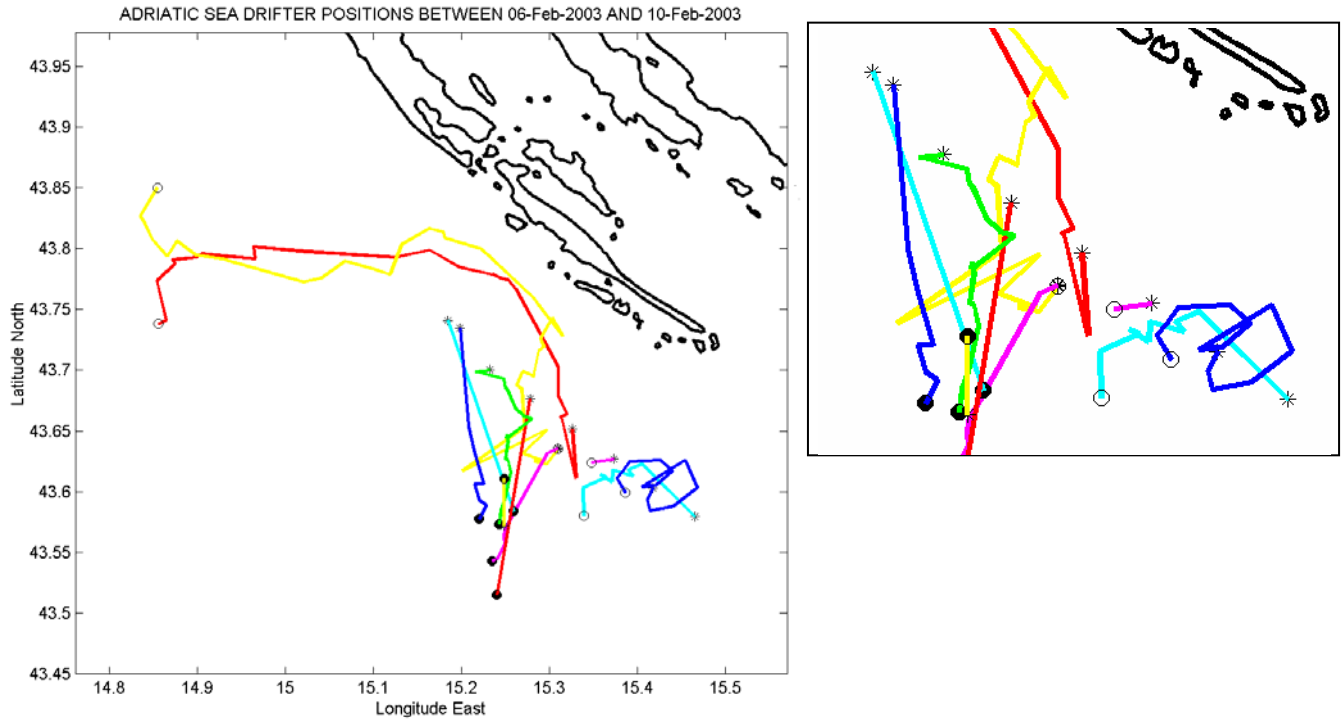 ADRIATIC SEA DRIFTER POSITIONS BETWEEN 06-Feb-2003 AND 10-Feb-2003
43.95
43.9
43.85
43.8
43.75
43.7
43.65
43.6
43.55
43.5
43.45
Latitude North
14.8 14.9 15 15.1 15.2 15.3 15.4 15.5
Longitude East